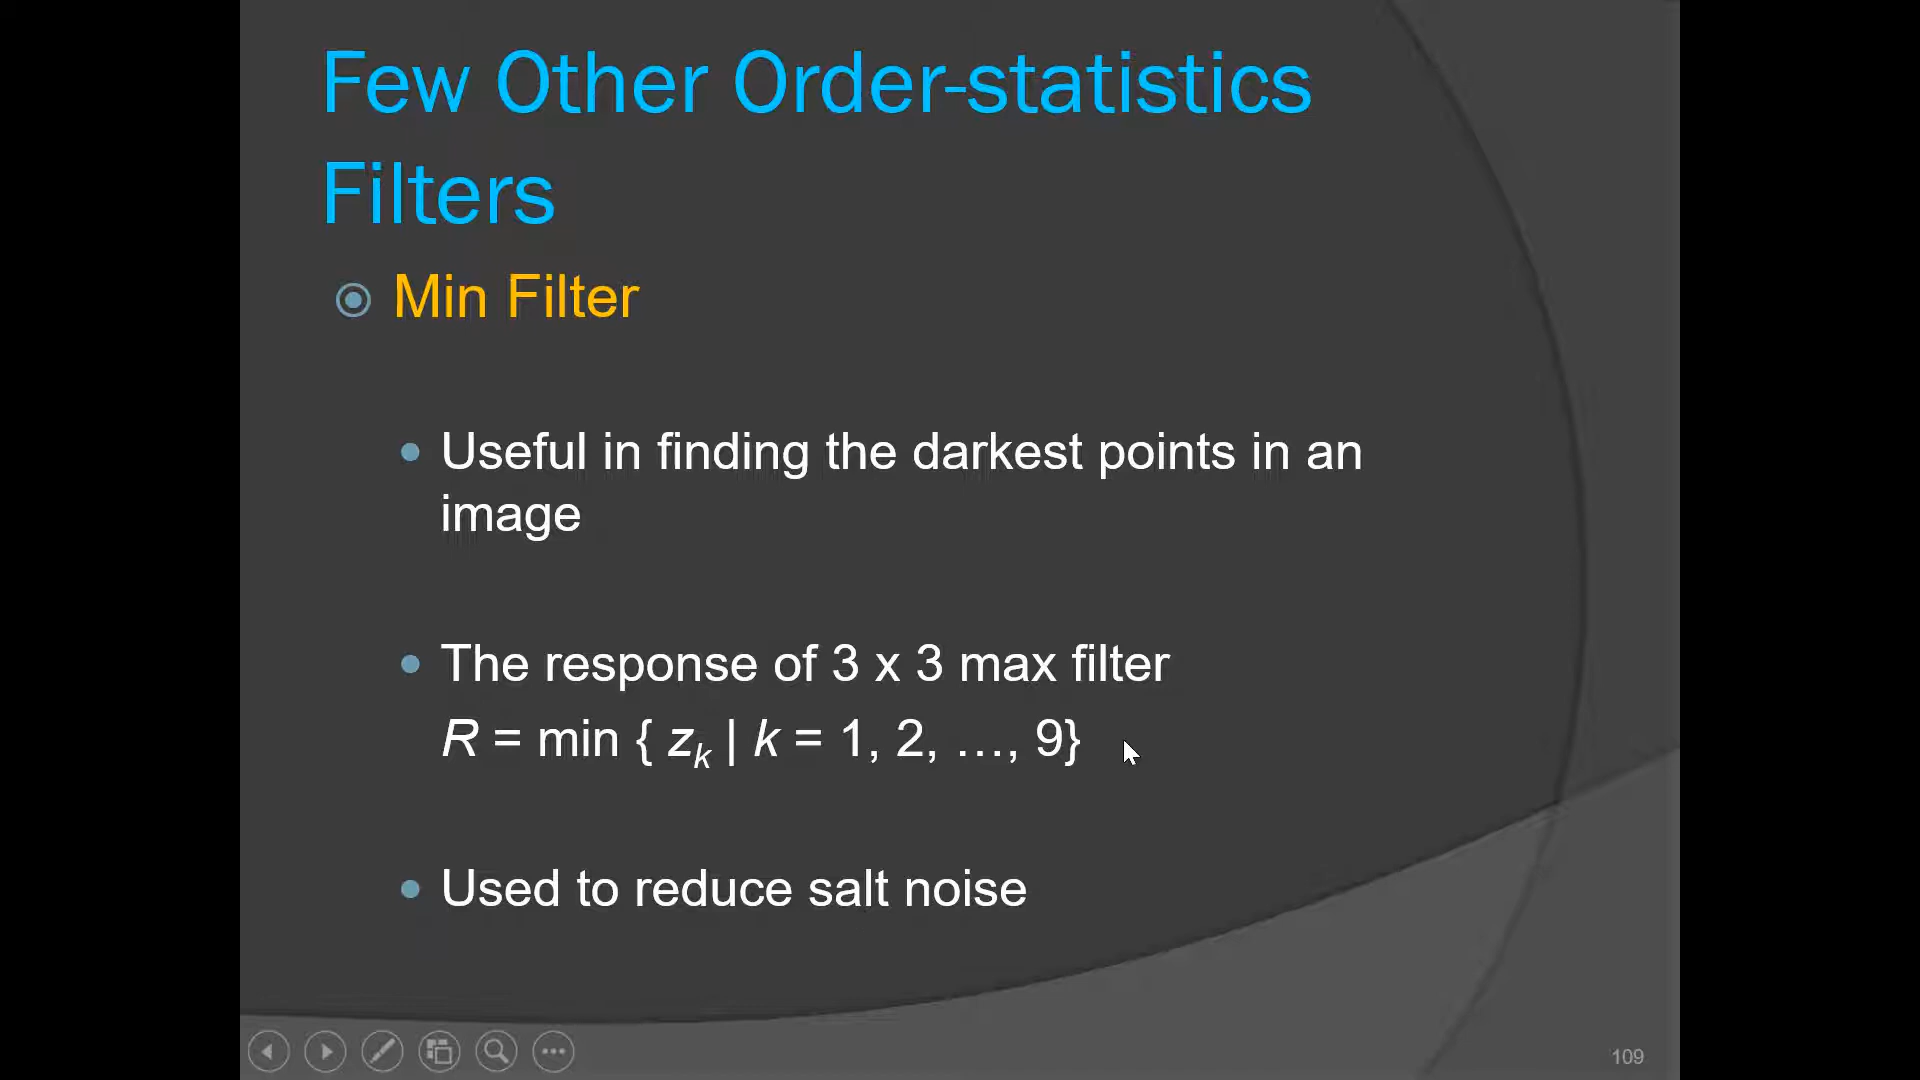 Few Other Order-statistics
Filters
Min Filter
Useful in finding the darkest points in an
image
The response of 3 x 3 max filter
R = min { zk | k = 1, 2, …, 9}
Used to reduce salt noise
109